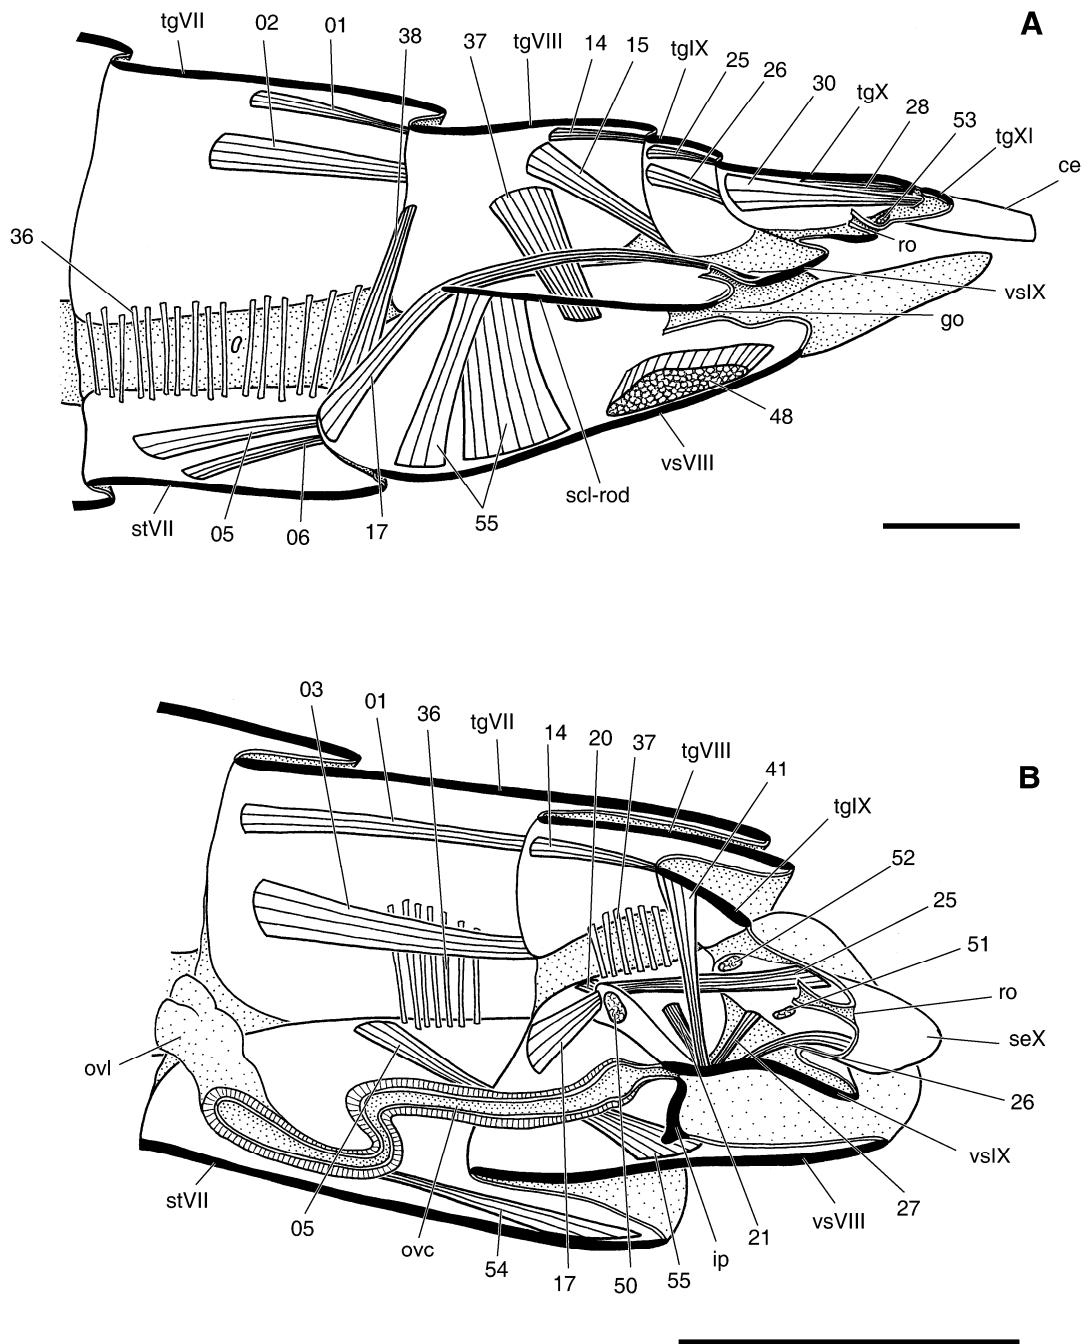 A
tgVII
02
01
38
37
tgVIII
14
15
tgIX
25
26
30
tgX
28
53
tgXI
ce
36
ro
vsIX
go
48
vsVIII
scl-rod
55
17
06
05
stVII
B
03
01
36
tgVII
14
20
37
tgVIII
41
tgIX
52
25
51
ro
seX
26
vsIX
27
vsVIII
21
ip
55
50
17
54
ovc
05
stVII
ovl